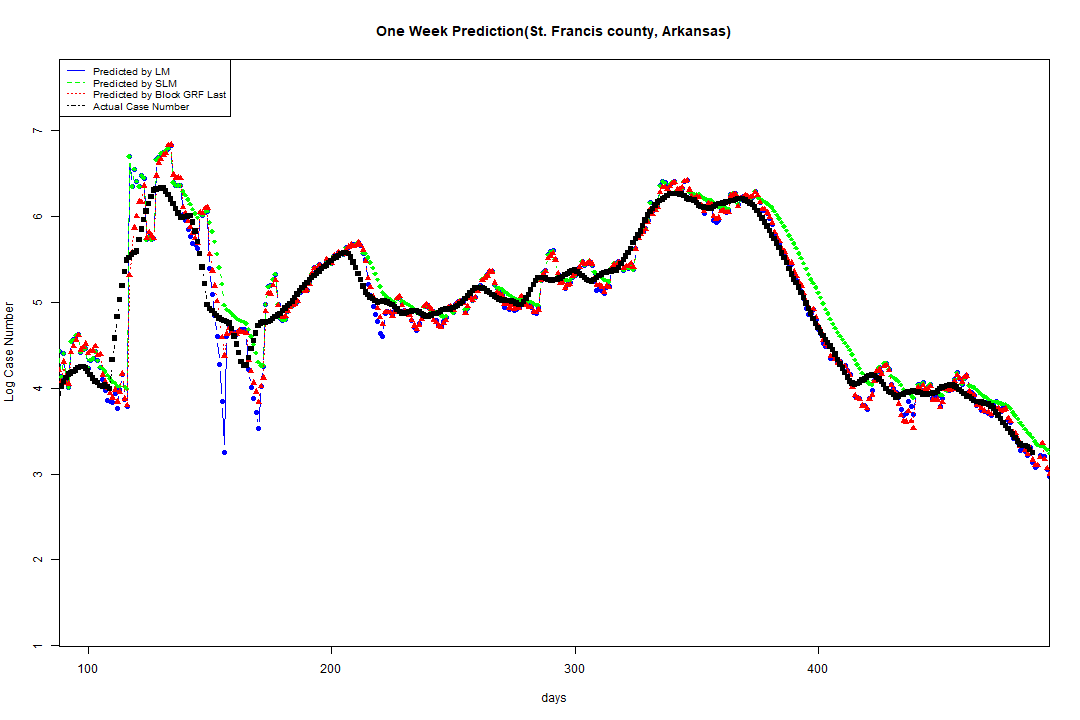 One Week Prediction(St. Francis county, Arkansas)
Predicted by LM
Predicted by SLM
Predicted by Block GRF Last
Actual Case Number
7
6
5
4
3
2
1
Log Case Number
100 200 300 400
days